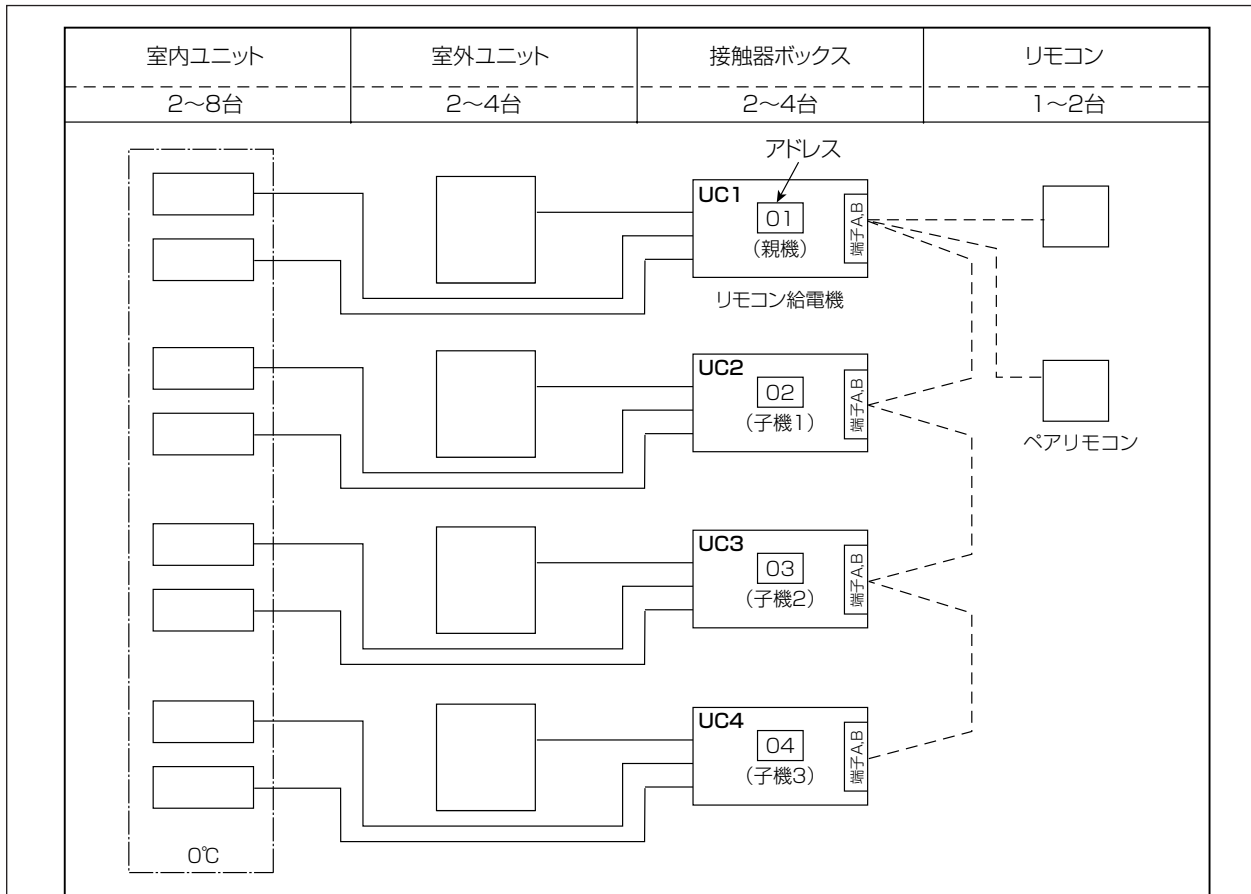 室内ユニット
室外ユニット
接触器ボックス
リモコン
2〜8台
2〜4台
2〜4台
1〜2台
アドレス
UC1
01
(親機)
端子A,B
リモコン給電機
UC2
02
(子機1)
端子A,B
ペアリモコン
UC3
03
(子機2)
端子A,B
UC4
04
(子機3)
端子A,B
0℃